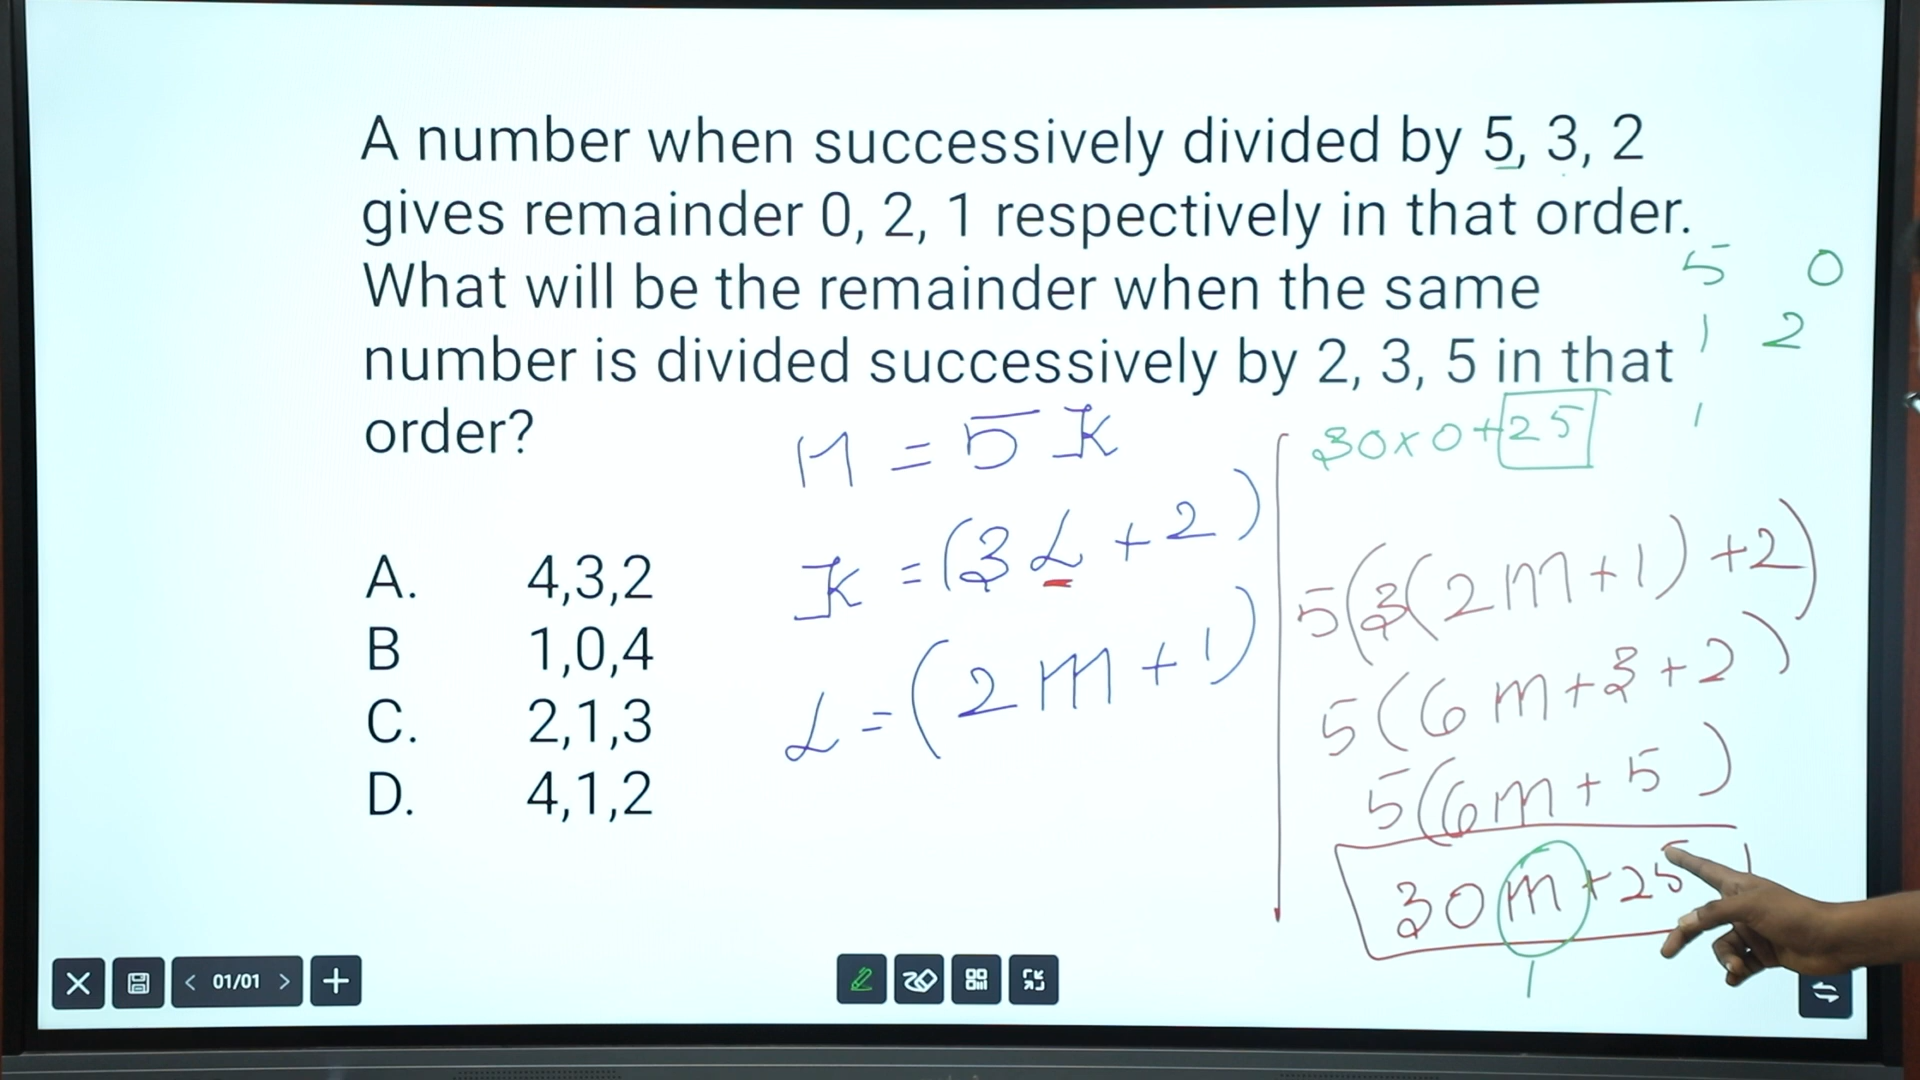 A number when successively divided by 5, 3, 2
gives remainder 0, 2, 1 respectively in that order.
What will be the remainder when the same
number is divided successively by 2, 3, 5 in that
order?
A. 4,3,2
B 1,0,4
C. 2,1,3
D. 4,1,2
5 0
1 2
1
n = 5 K
K = (3 L + 2)
L = (2 m + 1)
30 x 0 + 25
5(3(2m+1)+2)
5(6m+3+2)
5(6m+5)
30m+25
1
01/01